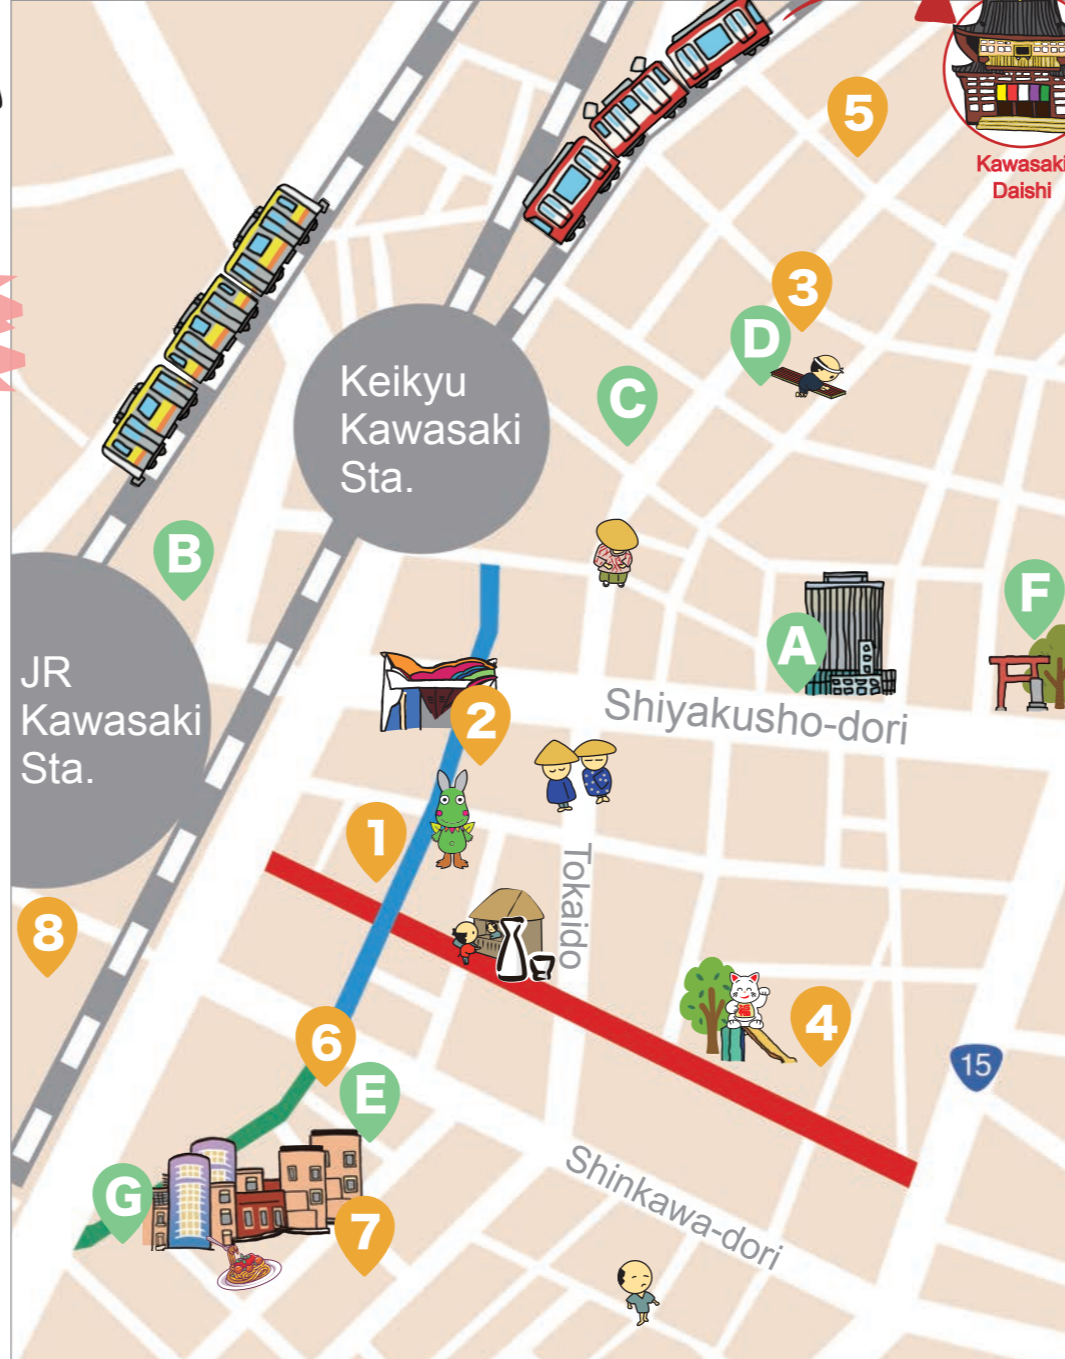 5
Kawasaki
Daishi
3
D
C
Keikyu
Kawasaki
Sta.
B
F
A
JR
Kawasaki
Sta.
Shiyakusho-dori
2
1
Tokaido
8
福
4
6
15
E
Shinkawa-dori
G
7